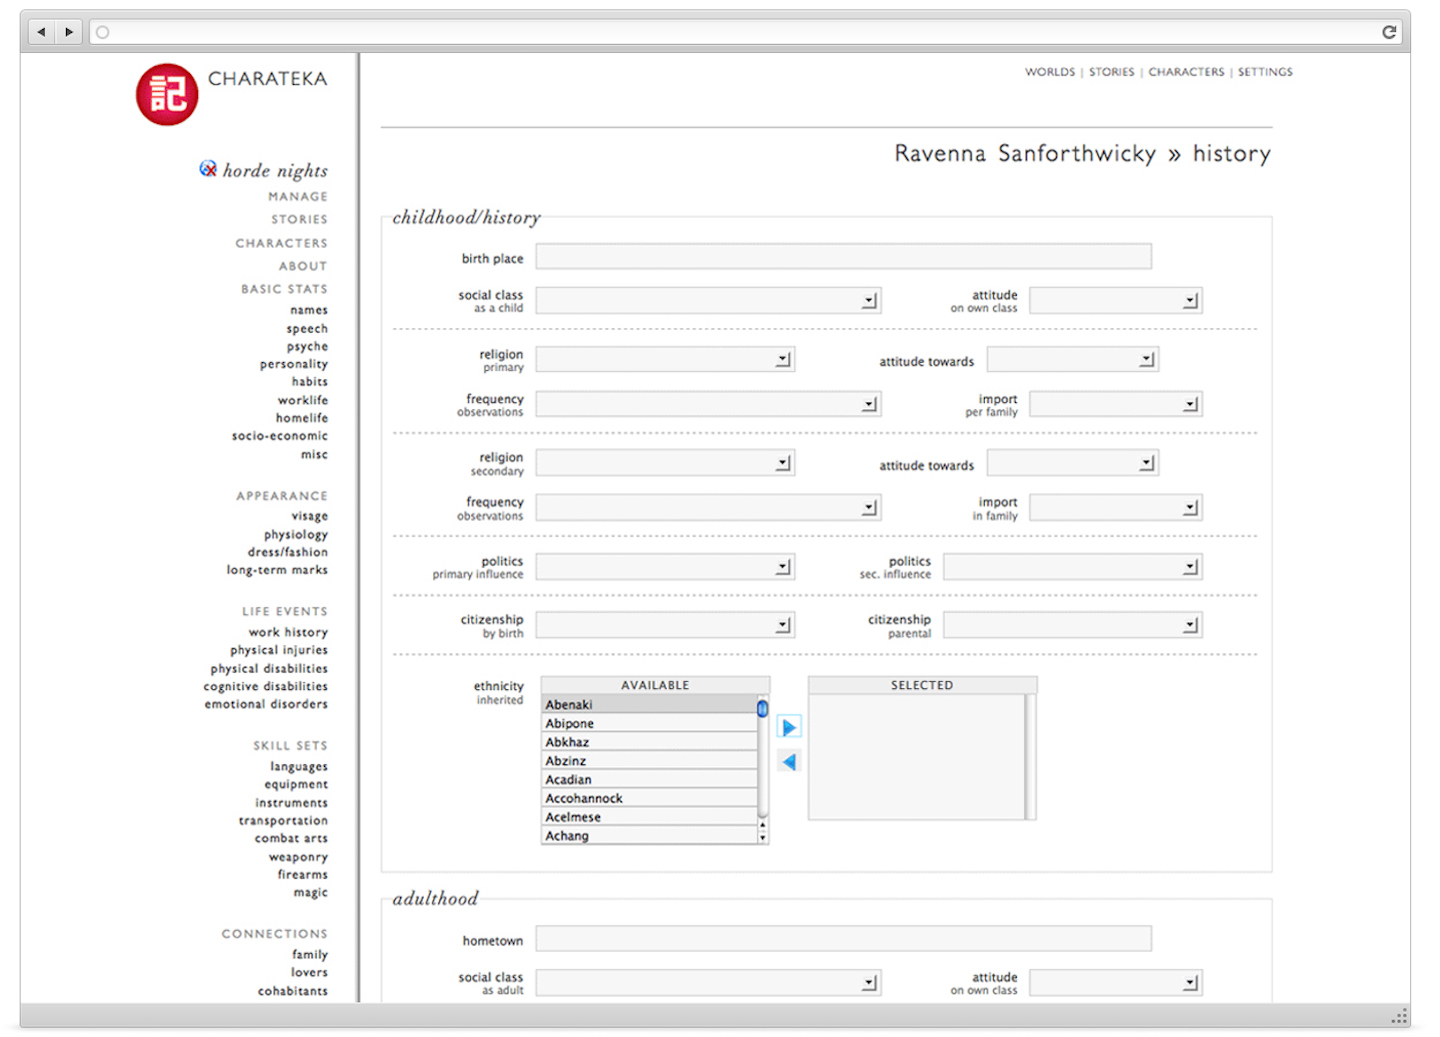 記 CHARATEKA
WORLDS | STORIES | CHARACTERS | SETTINGS
horde nights
MANAGE
STORIES
CHARACTERS
ABOUT
BASIC STATS
names
speech
psyche
personality
habits
worklife
homelife
socio-economic
misc
APPEARANCE
visage
physiology
dress/fashion
long-term marks
LIFE EVENTS
work history
physical injuries
physical disabilities
cognitive disabilities
emotional disorders
SKILL SETS
languages
equipment
instruments
transportation
combat arts
weaponry
firearms
magic
CONNECTIONS
family
lovers
cohabitants
Ravenna Sanforthwicky » history
childhood/history
birth place
social class attitude
as a child on own class
religion attitude towards
primary
frequency import
observations per family
religion attitude towards
secondary
frequency import
observations in family
politics politics
primary influence sec. influence
citizenship citizenship
by birth parental
ethnicity AVAILABLE SELECTED
inherited
Abenaki
Abipone
Abkhaz
Abzinz
Acadian
Accohannock
Acelmese
Achang
adulthood
hometown
social class attitude
as adult on own class